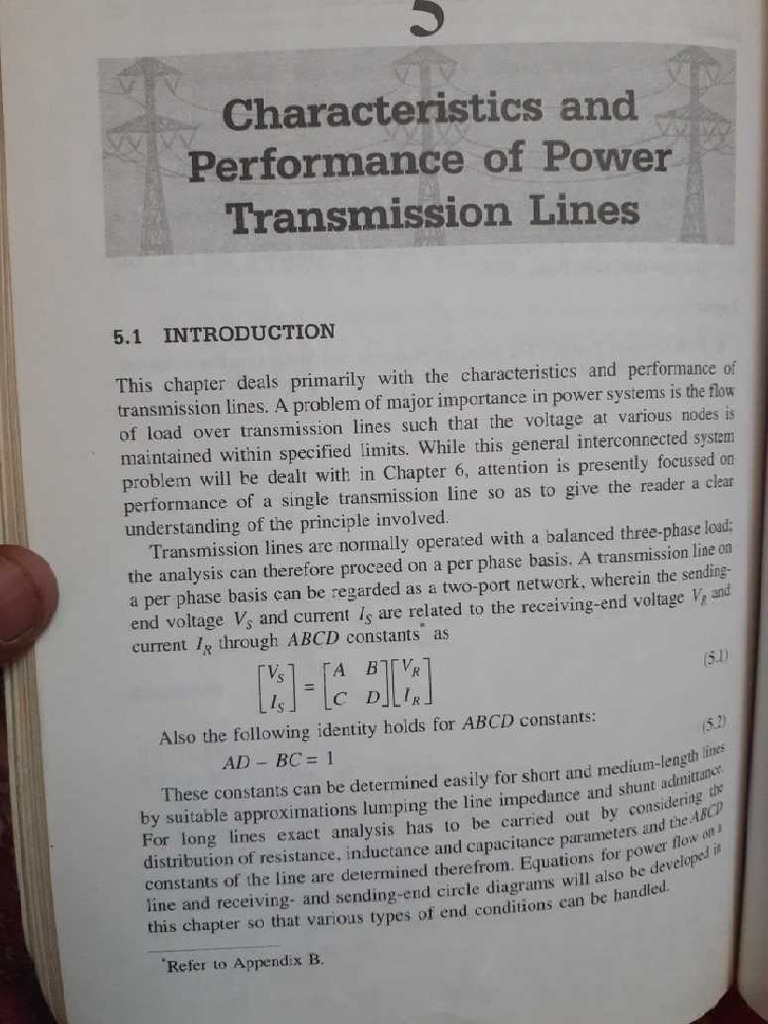 5
Characteristics and
Performance of Power
Transmission Lines
5.1 INTRODUCTION
This chapter deals primarily with the characteristics and performance of
transmission lines. A problem of major importance in power systems is the flow
of load over transmission lines such that the voltage at various nodes is
maintained within specified limits. While this general interconnected system
problem will be dealt with in Chapter 6, attention is presently focussed on
performance of a single transmission line so as to give the reader a clear
understanding of the principle involved.
Transmission lines are normally operated with a balanced three-phase load;
the analysis can therefore proceed on a per phase basis. A transmission line on
a per phase basis can be regarded as a two-port network, wherein the sending-
end voltage V_S and current I_S are related to the receiving-end voltage V_R and
current I_R through ABCD constants* as
[V_S; I_S] = [A B; C D][V_R; I_R] (5.1)
Also the following identity holds for ABCD constants:
AD – BC = 1 (5.2)
These constants can be determined easily for short and medium-length lines
by suitable approximations lumping the line impedance and shunt admittance.
For long lines exact analysis has to be carried out by considering the
distribution of resistance, inductance and capacitance parameters and the ABCD
constants of the line are determined therefrom. Equations for power flow on a
line and receiving- and sending-end circle diagrams will also be developed in
this chapter so that various types of end conditions can be handled.
*Refer to Appendix B.